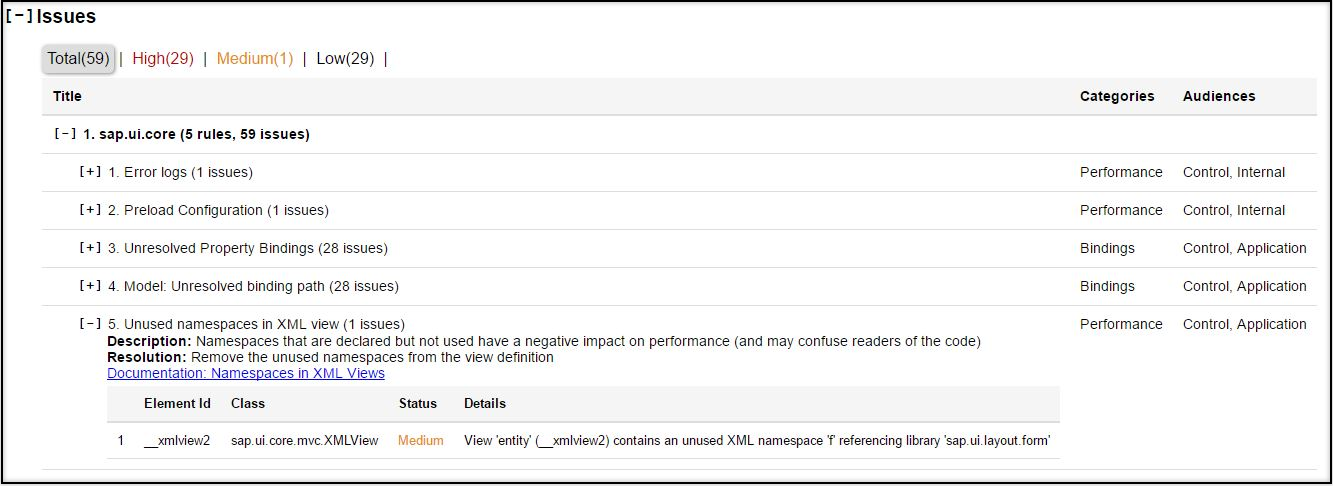 [-] Issues
Total(59) | High(29) | Medium(1) | Low(29) |
Title Categories Audiences
[-] 1. sap.ui.core (5 rules, 59 issues)
[+] 1. Error logs (1 issues) Performance Control, Internal
[+] 2. Preload Configuration (1 issues) Performance Control, Internal
[+] 3. Unresolved Property Bindings (28 issues) Bindings Control, Application
[+] 4. Model: Unresolved binding path (28 issues) Bindings Control, Application
[-] 5. Unused namespaces in XML view (1 issues) Performance Control, Application
Description: Namespaces that are declared but not used have a negative impact on performance (and may confuse readers of the code)
Resolution: Remove the unused namespaces from the view definition
Documentation: Namespaces in XML Views
Element Id Class Status Details
1 __xmlview2 sap.ui.core.mvc.XMLView Medium View 'entity' (__xmlview2) contains an unused XML namespace 'f' referencing library 'sap.ui.layout.form'